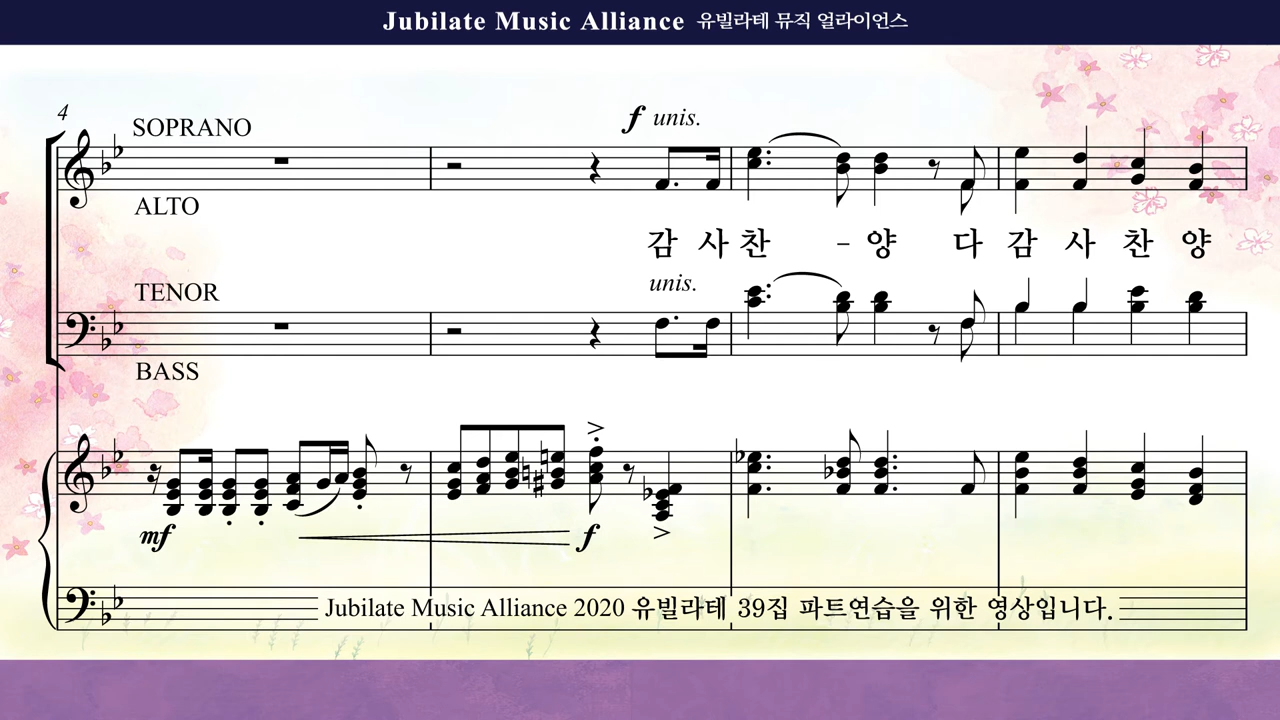 Jubilate Music Alliance 유빌라테 뮤직 얼라이언스
4
SOPRANO
f unis.
ALTO
감 사 찬 - 양 다 감 사 찬 양
TENOR
unis.
BASS
mf
f
Jubilate Music Alliance 2020 유빌라테 39집 파트연습을 위한 영상입니다.